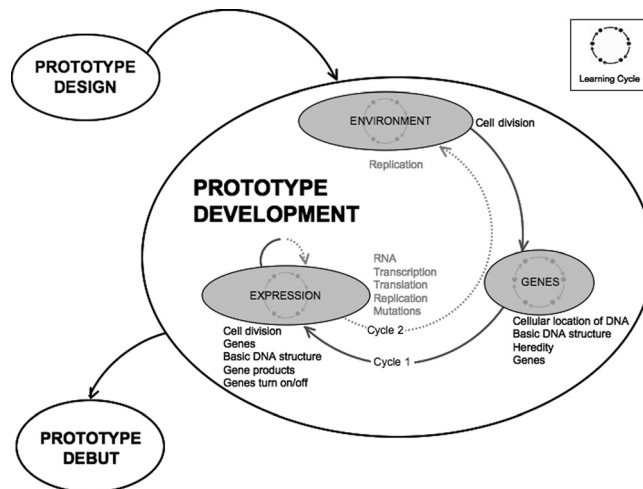 PROTOTYPE
DESIGN
Learning Cycle
ENVIRONMENT
Cell division
Replication
PROTOTYPE
DEVELOPMENT
RNA
Transcription
Translation
Replication
Mutations
EXPRESSION
GENES
Cell division
Genes
Basic DNA structure
Gene products
Genes turn on/off
Cycle 2
Cycle 1
Cellular location of DNA
Basic DNA structure
Heredity
Genes
PROTOTYPE
DEBUT